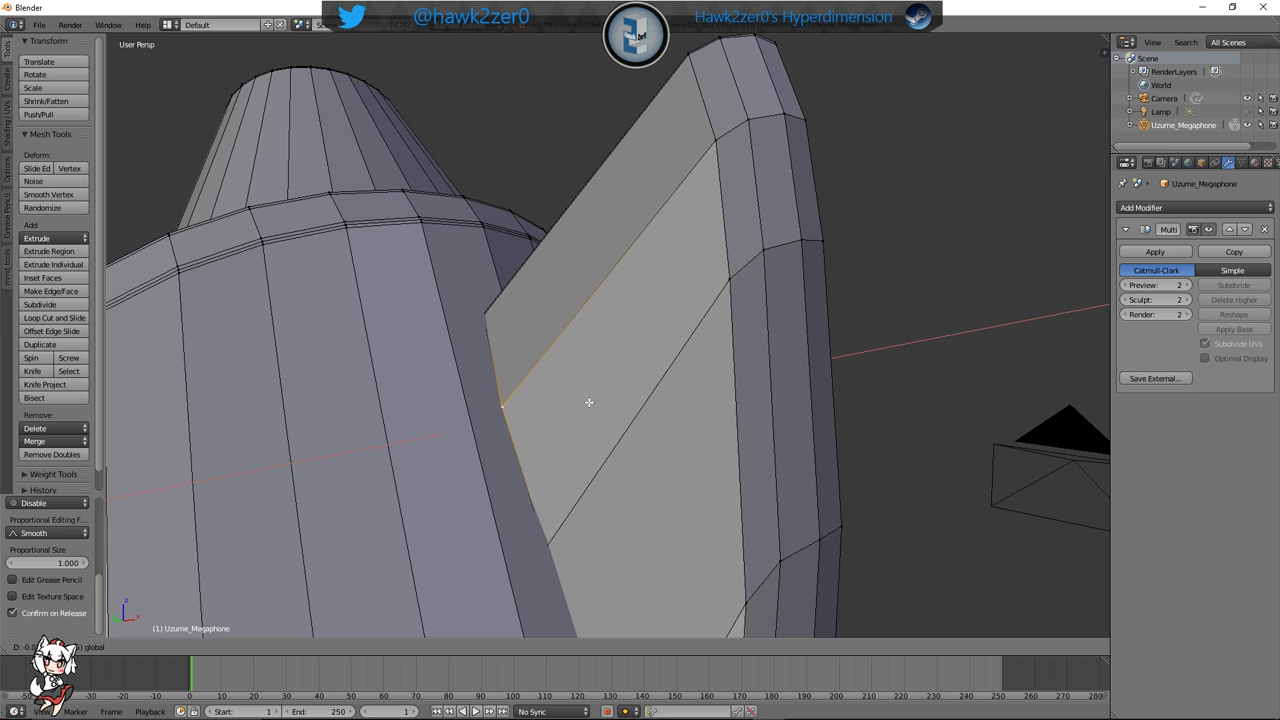 Blender
File Render Window Help
Default
@hawk2zer0
Hawk2zer0's Hyperdimension
User Persp
Tools
Create
Shading / UVs
Options
Grease Pencil
mmd_tools
Transform
Translate
Rotate
Scale
Shrink/Fatten
Push/Pull
Mesh Tools
Deform:
Slide Ed Vertex
Noise
Smooth Vertex
Randomize
Add:
Extrude
Extrude Region
Extrude Individual
Inset Faces
Make Edge/Face
Subdivide
Loop Cut and Slide
Offset Edge Slide
Duplicate
Spin Screw
Knife Select
Knife Project
Bisect
Remove:
Delete
Merge
Remove Doubles
Weight Tools
History
Disable
Proportional Editing F...
Smooth
Proportional Size
1.000
Edit Grease Pencil
Edit Texture Space
Confirm on Release
(1) Uzume_Megaphone
global
View Search All Scenes
Scene
RenderLayers
World
Camera
Lamp
Uzume_Megaphone
Uzume_Megaphone
Add Modifier
Multi
Apply Copy
Catmull-Clark Simple
Preview: 2 Subdivide
Sculpt: 2 Delete Higher
Render: 2 Reshape
Apply Base
Subdivide UVs
Optimal Display
Save External...
-30 -20 -10 0 10 20 30 40 50 60 70 80 90 100 110 120 130 140 150 160 170 180 190 200 210 220 230 240 250 260 270 280
Marker Frame Playback Start: 1 End: 250 1 No Sync